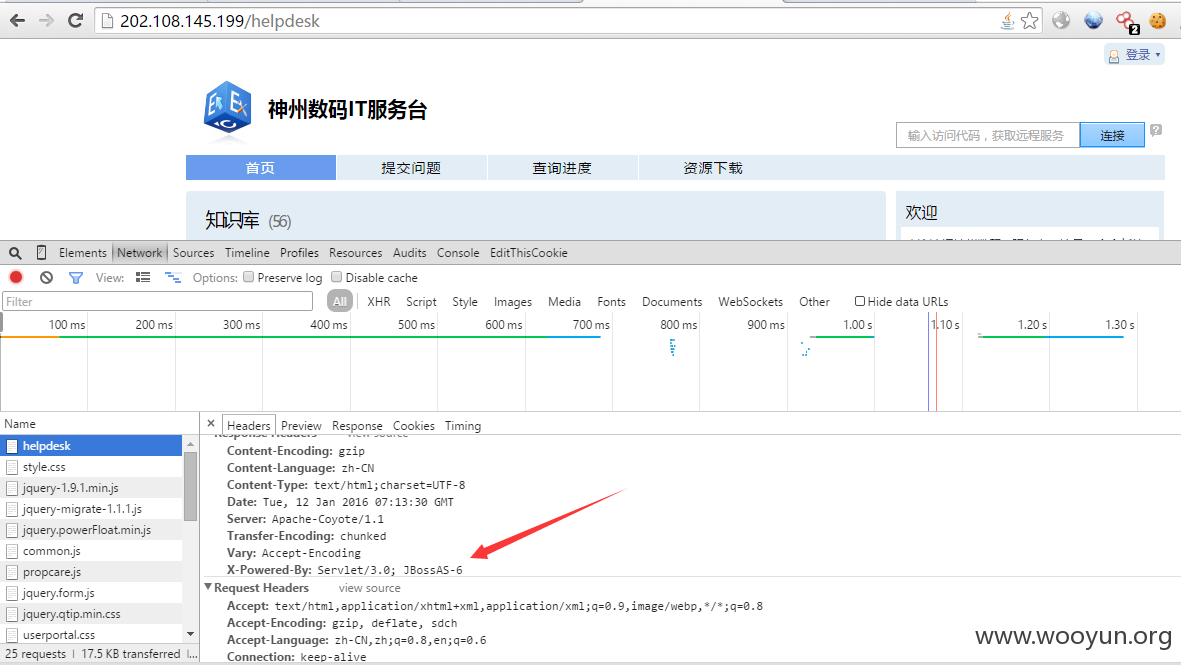 202.108.145.199/helpdesk
2
登录
神州数码IT服务台
输入访问代码，获取远程服务
连接
?
首页 提交问题 查询进度 资源下载
知识库 (56)
欢迎
Elements Network Sources Timeline Profiles Resources Audits Console EditThisCookie
View: Options: Preserve log Disable cache
Filter All XHR Script Style Images Media Fonts Documents WebSockets Other Hide data URLs
100 ms 200 ms 300 ms 400 ms 500 ms 600 ms 700 ms 800 ms 900 ms 1.00 s 1.10 s 1.20 s 1.30 s
Name
helpdesk
style.css
jquery-1.9.1.min.js
jquery-migrate-1.1.1.js
jquery.powerFloat.min.js
common.js
propcare.js
jquery.form.js
jquery.qtip.min.css
userportal.css
25 requests | 17.5 KB transferred |...
× Headers Preview Response Cookies Timing
Response Headers view source
Content-Encoding: gzip
Content-Language: zh-CN
Content-Type: text/html;charset=UTF-8
Date: Tue, 12 Jan 2016 07:13:30 GMT
Server: Apache-Coyote/1.1
Transfer-Encoding: chunked
Vary: Accept-Encoding
X-Powered-By: Servlet/3.0; JBossAS-6
Request Headers view source
Accept: text/html,application/xhtml+xml,application/xml;q=0.9,image/webp,*/*;q=0.8
Accept-Encoding: gzip, deflate, sdch
Accept-Language: zh-CN,zh;q=0.8,en;q=0.6
Connection: keep-alive
www.wooyun.org